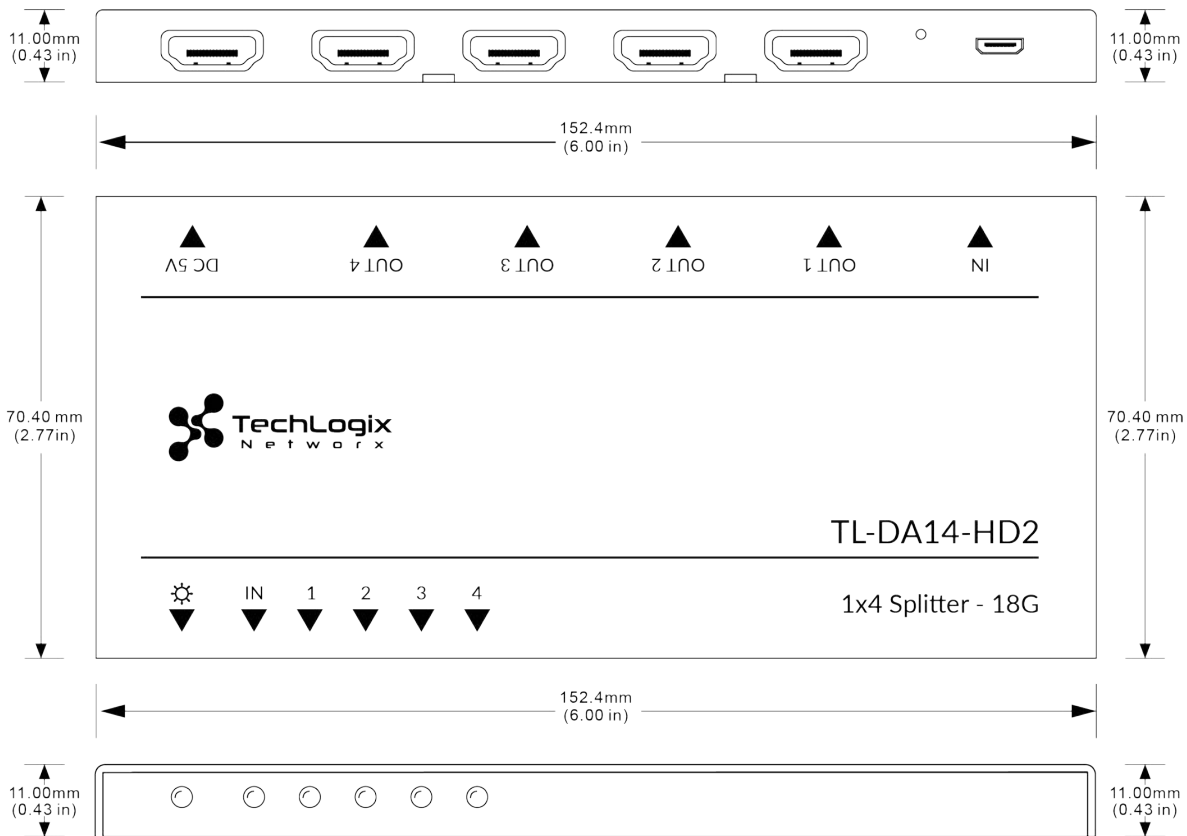 11.00mm
(0.43 in)
11.00mm
(0.43 in)
152.4mm
(6.00 in)
DC 5V
OUT 4
OUT 3
OUT 2
OUT 1
IN
70.40 mm
(2.77in)
70.40 mm
(2.77in)
TechLogix
Networx
TL-DA14-HD2
IN 1 2 3 4
1x4 Splitter - 18G
152.4mm
(6.00 in)
11.00mm
(0.43 in)
11.00mm
(0.43 in)